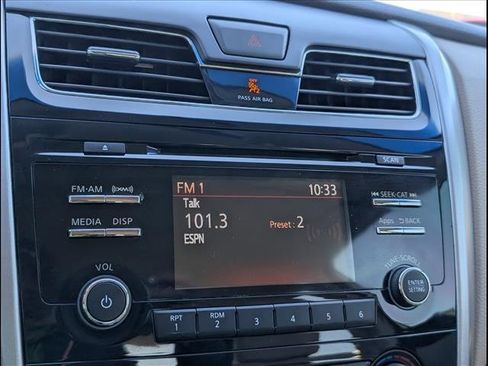 PASS AIR BAG
SCAN
FM·AM
((XM))
SEEK·CAT
MEDIA
DISP
Apps
BACK
FM 1
10:33
Talk
101.3
Preset : 2
ESPN
VOL
TUNE·SCROLL
ENTER
SETTING
RPT
1
RDM
2
3
4
5
6